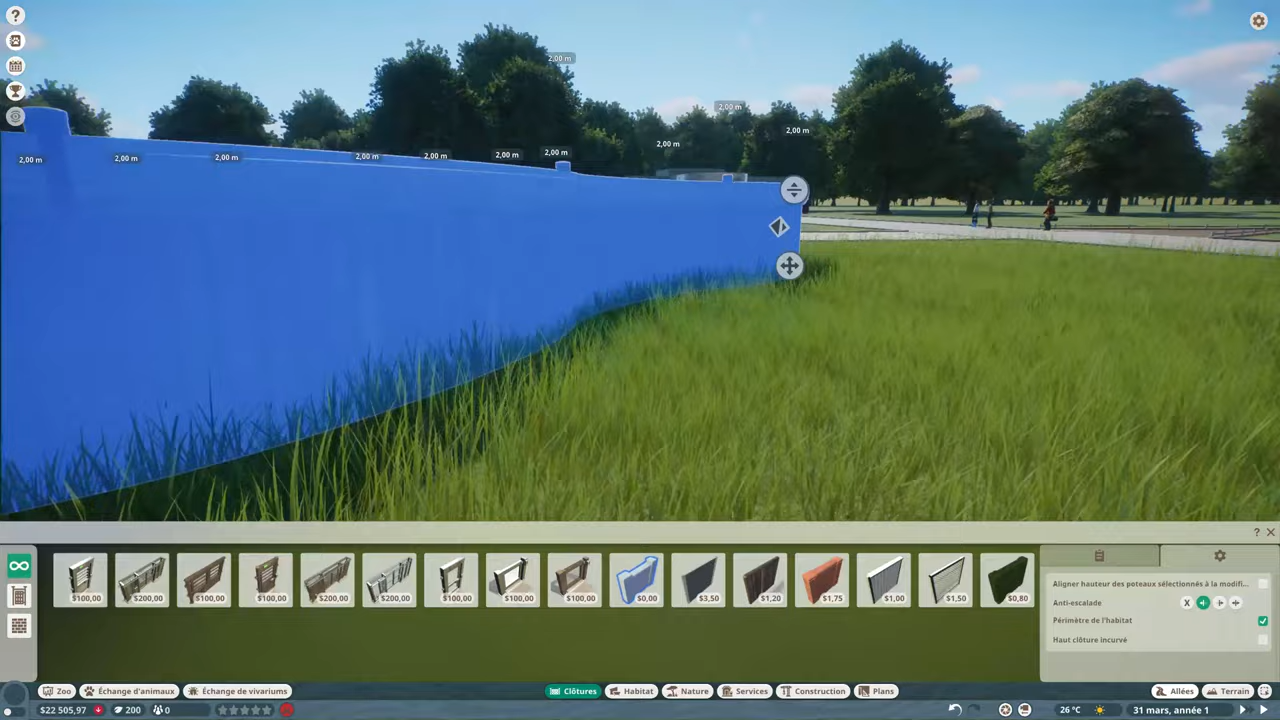 2,00 m
2,00 m
2,00 m
2,00 m
2,00 m 2,00 m 2,00 m 2,00 m 2,00 m 2,00 m 2,00 m
? ×
$100,00 $200,00 $100,00 $100,00 $200,00 $200,00 $100,00 $100,00 $100,00 $0,00 $3,50 $1,20 $1,75 $1,00 $1,50 $0,80
Aligner hauteur des poteaux sélectionnés à la modifi...
Anti-escalade X
Périmètre de l'habitat
Haut clôture incurvé
Zoo Échange d'animaux Échange de vivariums Clôtures Habitat Nature Services Construction Plans Allées Terrain
$22 505,97 200 0 26 °C 31 mars, année 1